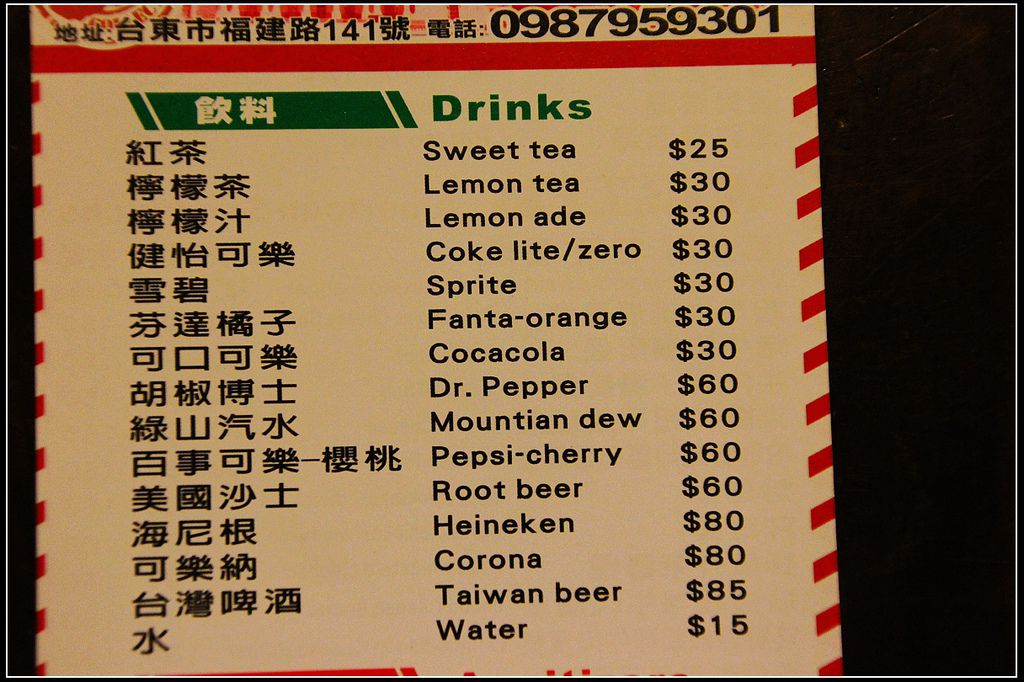 地址:台東市福建路141號 電話:0987959301
飲料 Drinks
紅茶 Sweet tea $25
檸檬茶 Lemon tea $30
檸檬汁 Lemon ade $30
健怡可樂 Coke lite/zero $30
雪碧 Sprite $30
芬達橘子 Fanta-orange $30
可口可樂 Cocacola $30
胡椒博士 Dr. Pepper $60
綠山汽水 Mountian dew $60
百事可樂-櫻桃 Pepsi-cherry $60
美國沙士 Root beer $60
海尼根 Heineken $80
可樂納 Corona $80
台灣啤酒 Taiwan beer $85
水 Water $15